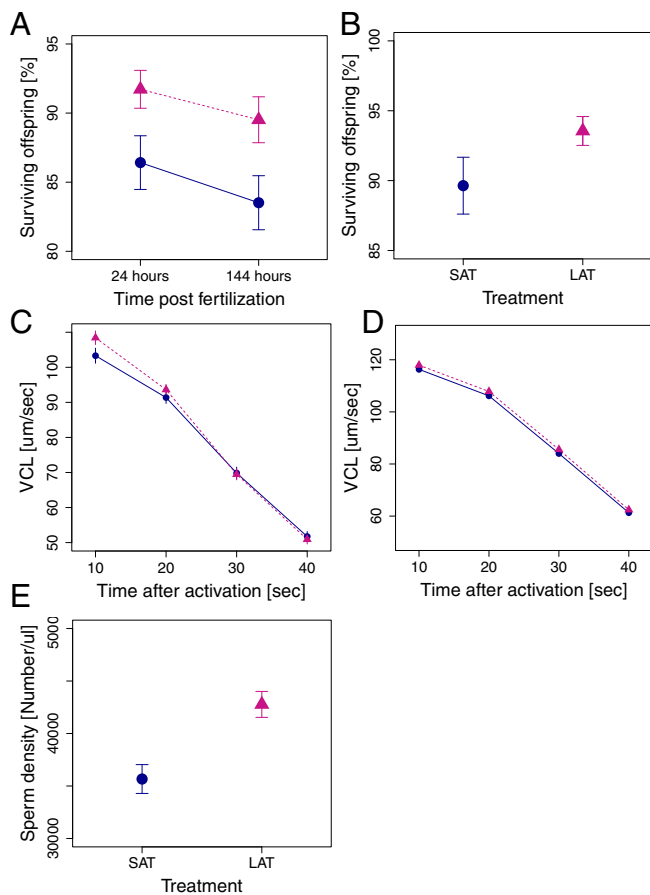 A
Surviving offspring [%]
95
90
85
80
24 hours
144 hours
Time post fertilization
B
Surviving offspring [%]
100
95
90
85
SAT
LAT
Treatment
C
VCL [um/sec]
100
90
70
60
50
10
20
30
40
Time after activation [sec]
D
VCL [um/sec]
120
100
80
60
10
20
30
40
Time after activation [sec]
E
Sperm density [Number/ul]
5000
40000
30000
SAT
LAT
Treatment